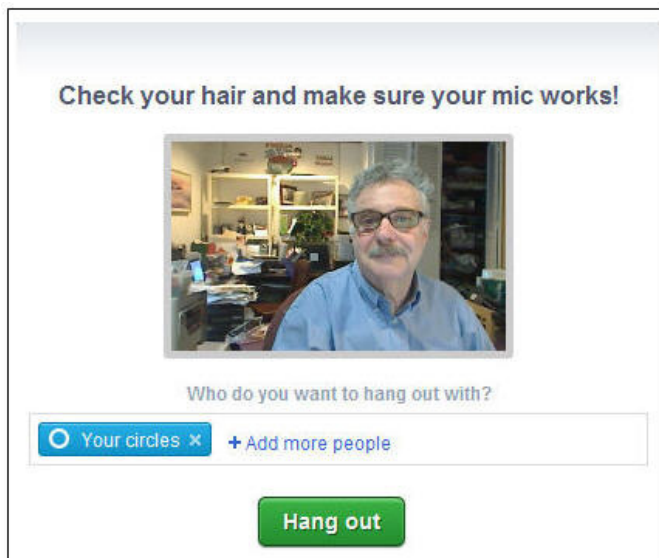 Check your hair and make sure your mic works!
Who do you want to hang out with?
Your circles × + Add more people
Hang out